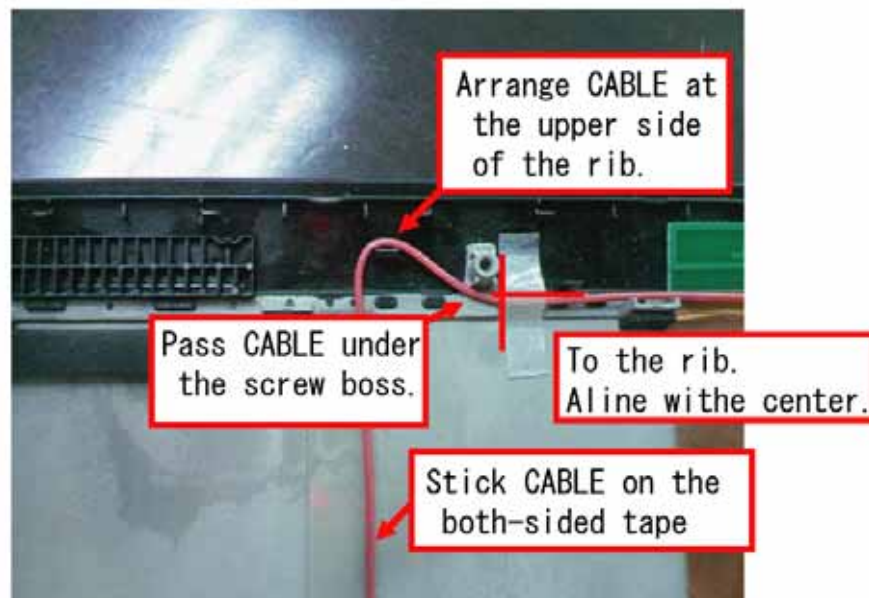 Arrange CABLE at
the upper side
of the rib.
Pass CABLE under
the screw boss.
To the rib.
Aline withe center.
Stick CABLE on the
both-sided tape